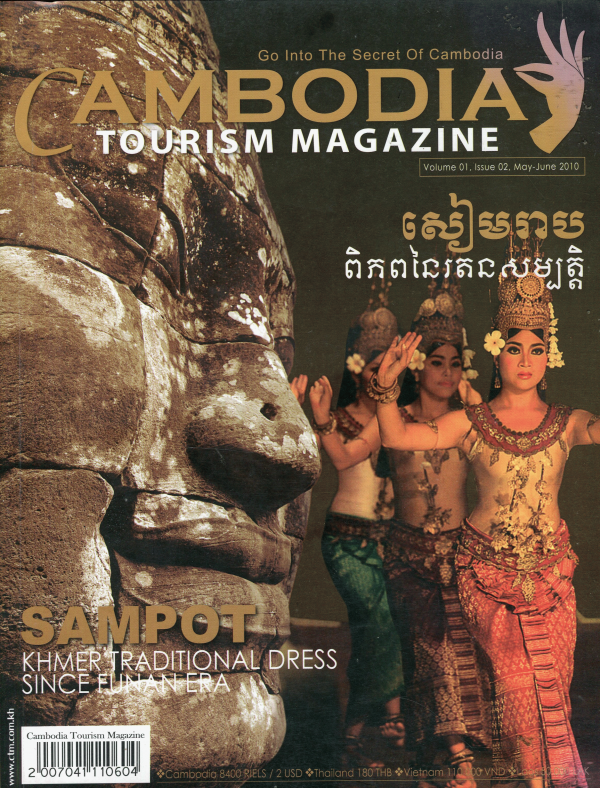 Go Into The Secret Of Cambodia
CAMBODIA
TOURISM MAGAZINE
Volume 01, Issue 02, May-June 2010
សៀមរាប
ពិភពនៃរតនសម្បត្តិ
SAMPOT
KHMER TRADITIONAL DRESS
SINCE FUNAN ERA
www.ctm.com.kh
Cambodia Tourism Magazine
2 007041 110604
❖Cambodia 8400 RIELS / 2 USD ❖Thailand 180 THB ❖Vietnam VND